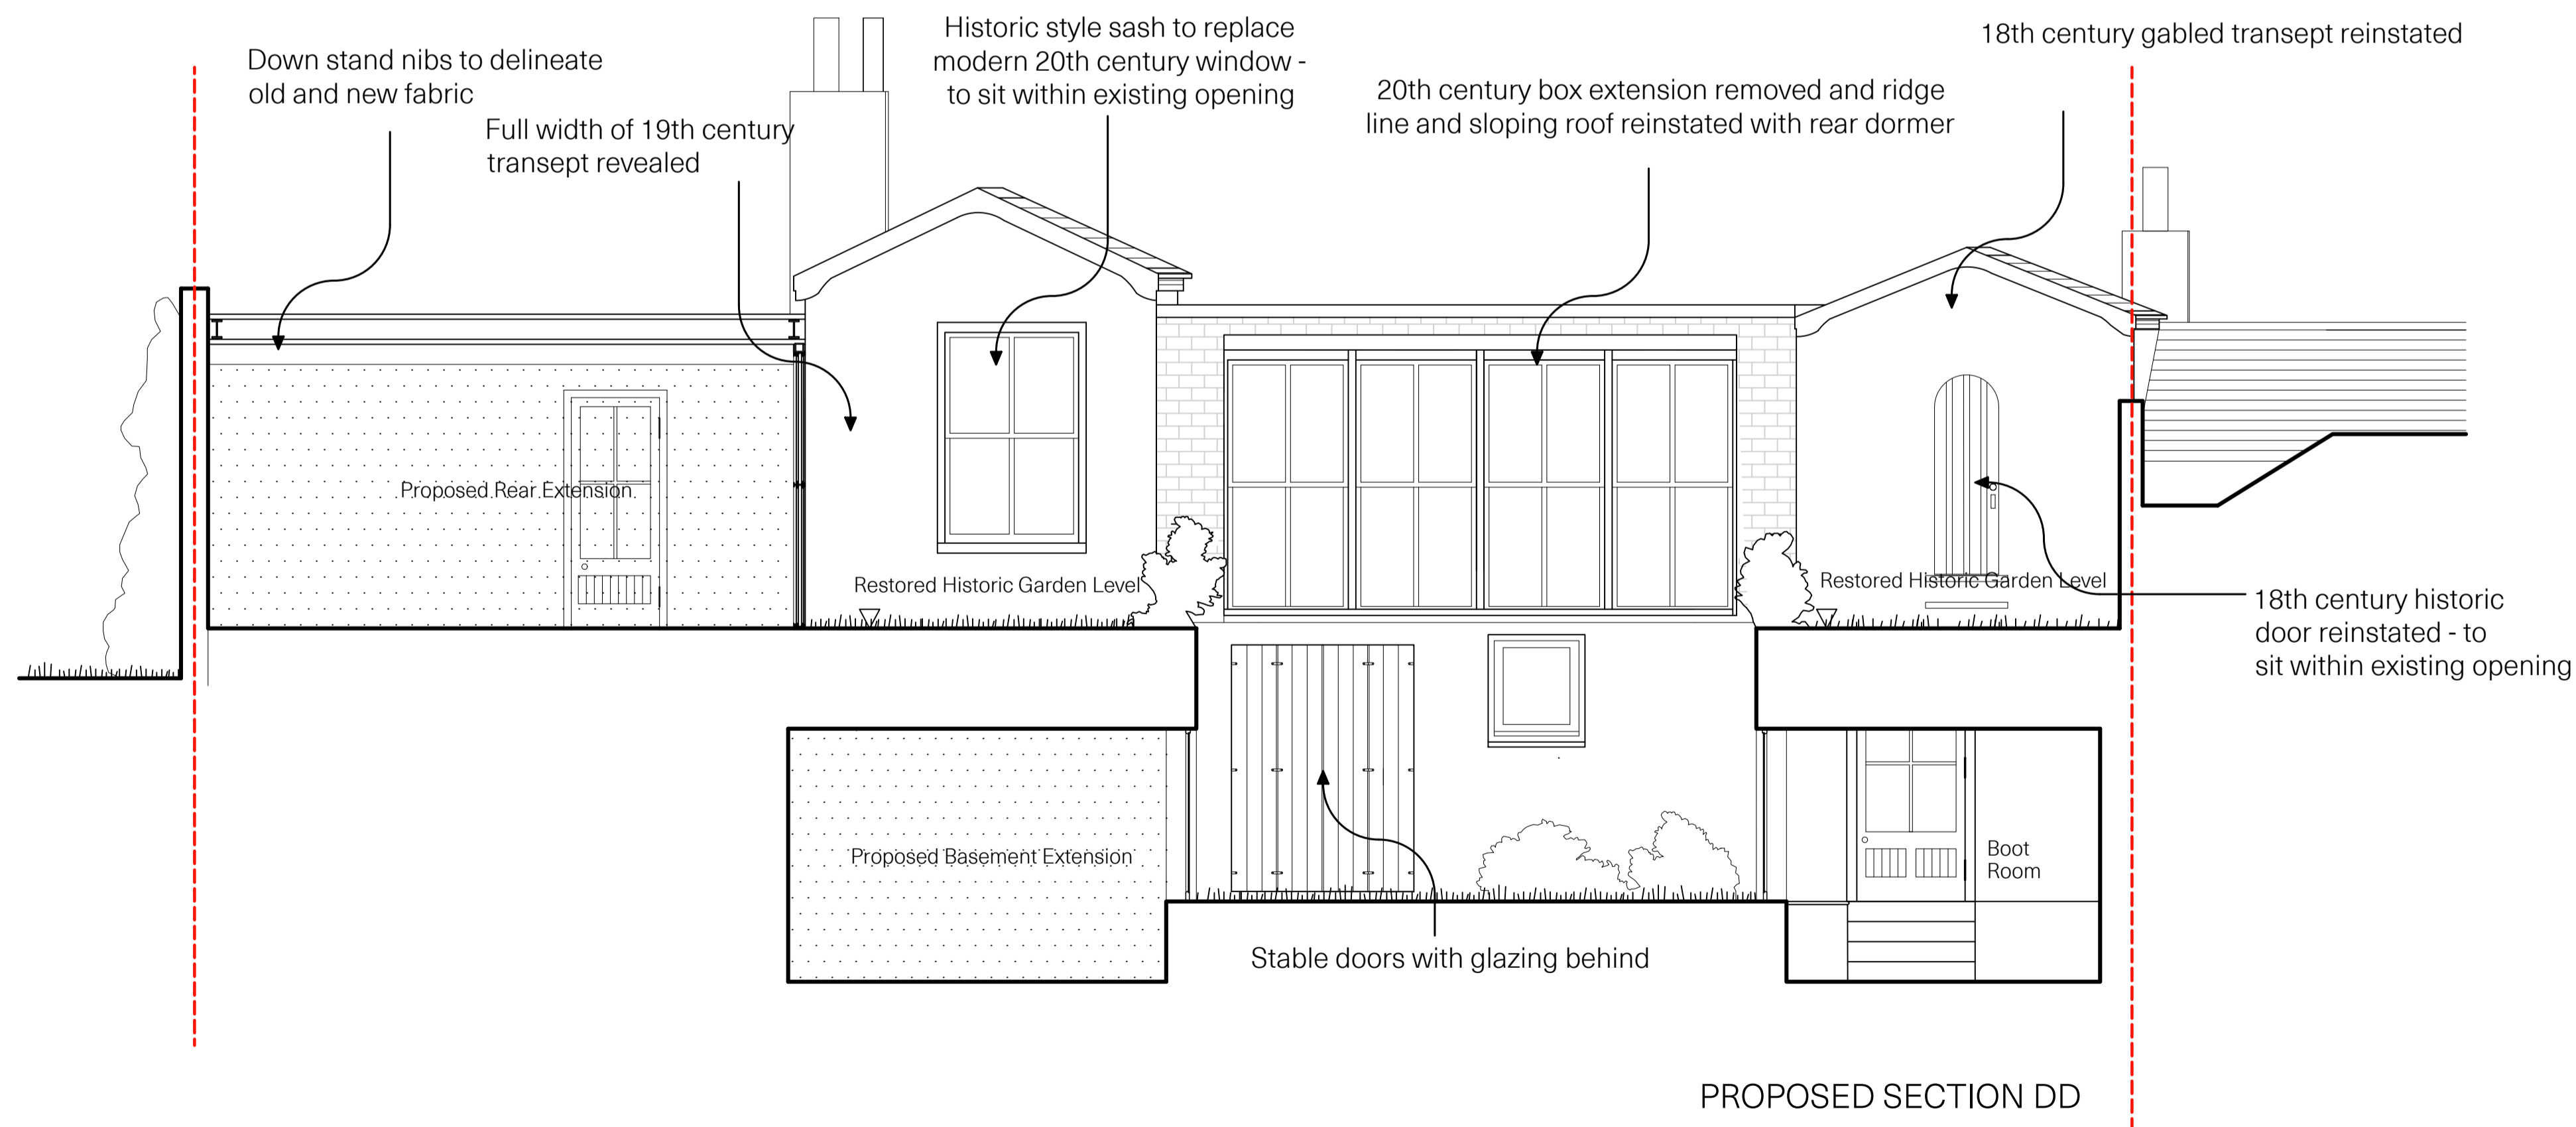 Down stand nibs to delineate
old and new fabric
Full width of 19th century
transept revealed
Historic style sash to replace
modern 20th century window -
to sit within existing opening
20th century box extension removed and ridge
line and sloping roof reinstated with rear dormer
18th century gabled transept reinstated
Proposed Rear Extension
Restored Historic Garden Level
Restored Historic Garden Level
18th century historic
door reinstated - to
sit within existing opening
Proposed Basement Extension
Boot
Room
Stable doors with glazing behind
PROPOSED SECTION DD